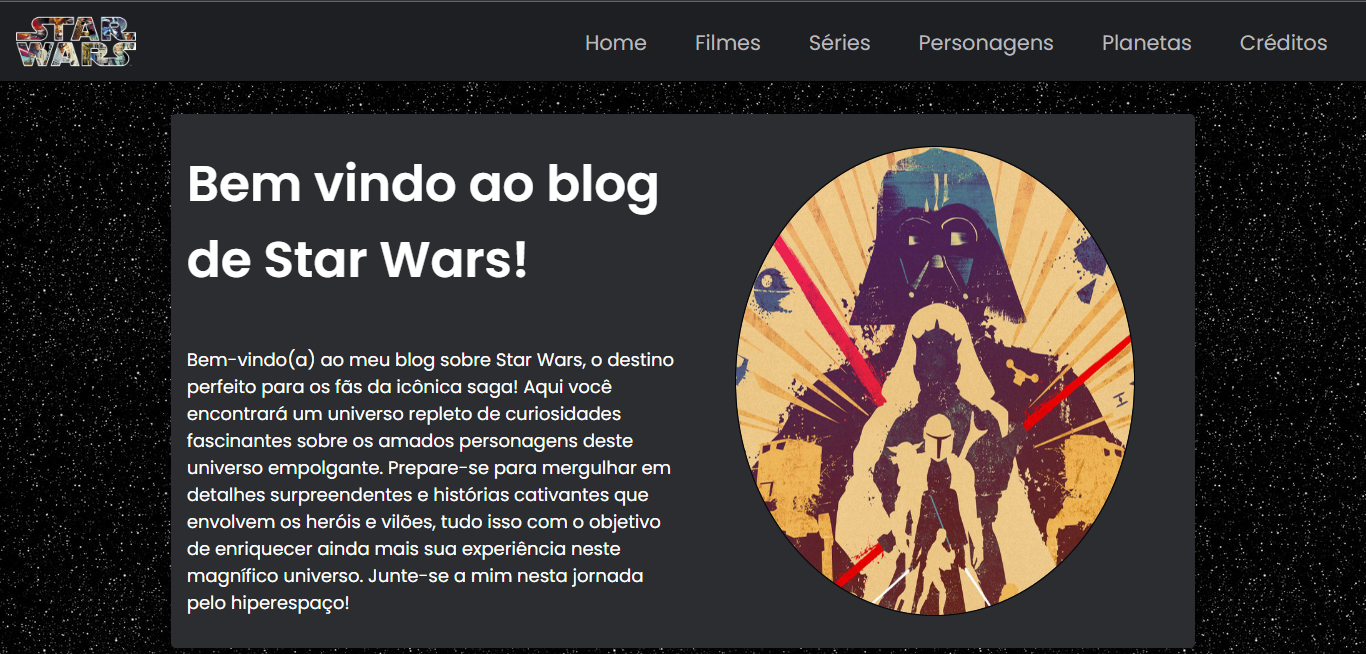 STAR
WARS
Home Filmes Séries Personagens Planetas Créditos
Bem vindo ao blog
de Star Wars!
Bem-vindo(a) ao meu blog sobre Star Wars, o destino
perfeito para os fãs da icônica saga! Aqui você
encontrará um universo repleto de curiosidades
fascinantes sobre os amados personagens deste
universo empolgante. Prepare-se para mergulhar em
detalhes surpreendentes e histórias cativantes que
envolvem os heróis e vilões, tudo isso com o objetivo
de enriquecer ainda mais sua experiência neste
magnífico universo. Junte-se a mim nesta jornada
pelo hiperespaço!